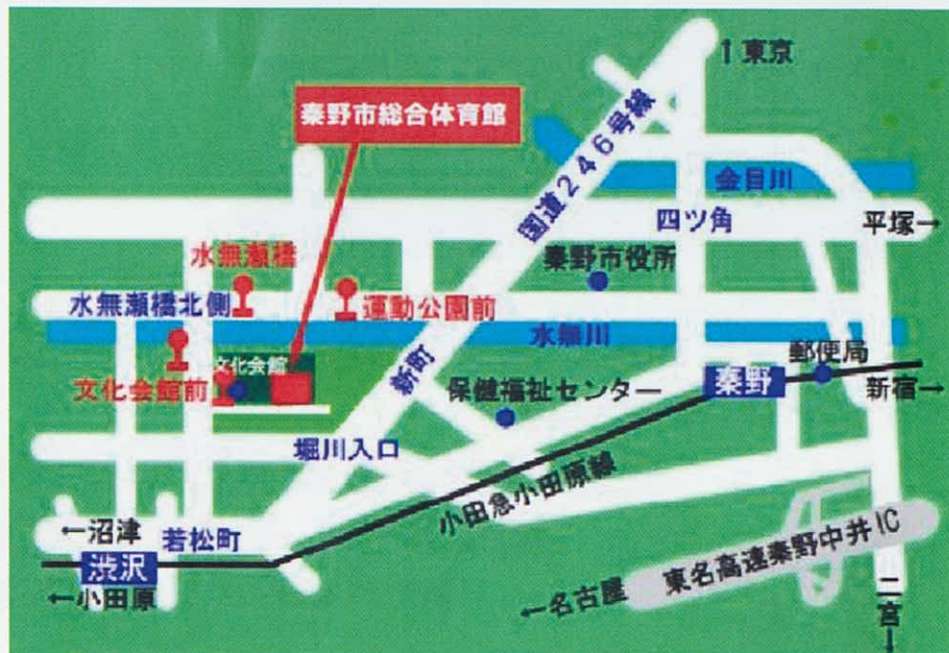 ↑東京
秦野市総合体育館
国道246号線
金目川
四ツ角
平塚→
水無瀬橋
秦野市役所
水無瀬橋北側
運動公園前
水無川
文化会館
文化会館前
新町
保健福祉センター
秦野
郵便局
新宿→
堀川入口
小田急小田原線
←沼津
若松町
渋沢
←小田原
東名高速秦野中井IC
←名古屋
二宮↓